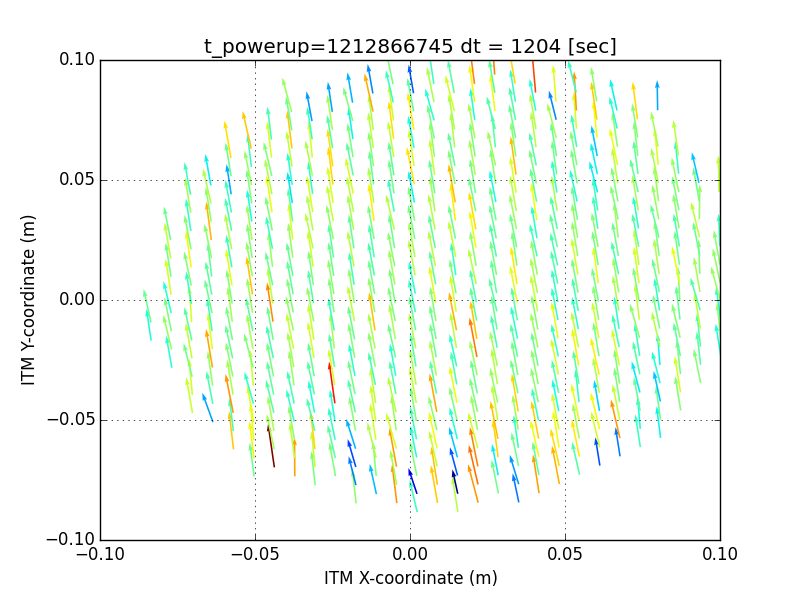 t_powerup=1212866745 dt = 1204 [sec]
0.10
0.05
0.00
−0.05
−0.10
ITM Y-coordinate (m)
−0.10 −0.05 0.00 0.05 0.10
ITM X-coordinate (m)